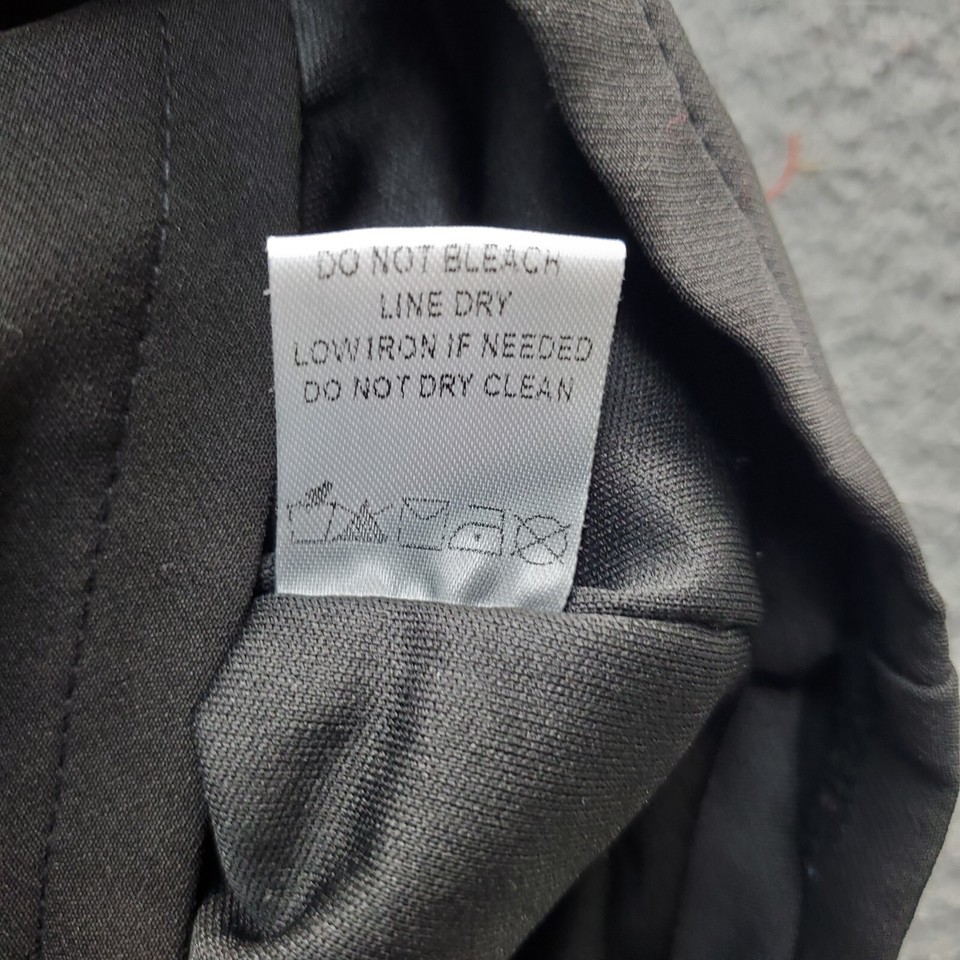 DO NOT BLEACH
LINE DRY
LOW IRON IF NEEDED
DO NOT DRY CLEAN